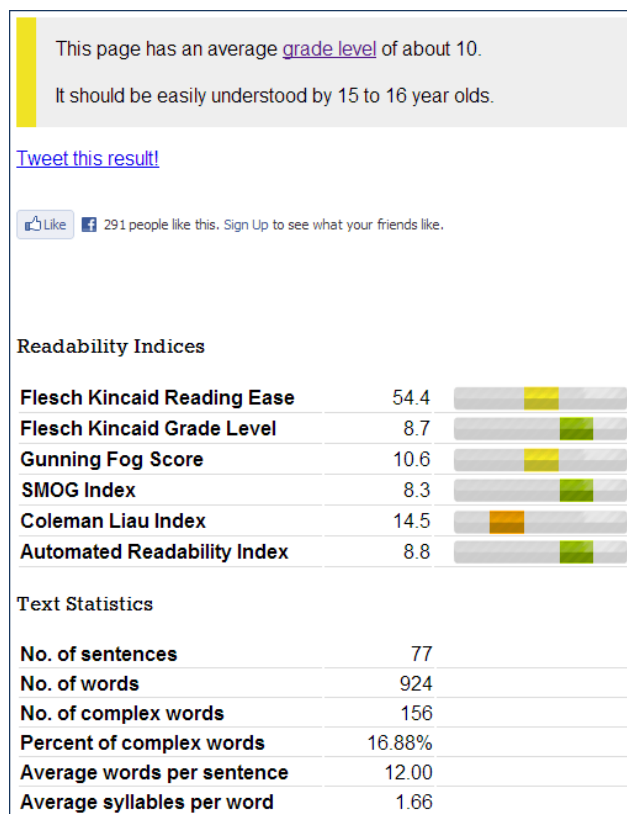 This page has an average grade level of about 10.
It should be easily understood by 15 to 16 year olds.
Tweet this result!
Like 291 people like this. Sign Up to see what your friends like.
Readability Indices
Flesch Kincaid Reading Ease 54.4
Flesch Kincaid Grade Level 8.7
Gunning Fog Score 10.6
SMOG Index 8.3
Coleman Liau Index 14.5
Automated Readability Index 8.8
Text Statistics
No. of sentences 77
No. of words 924
No. of complex words 156
Percent of complex words 16.88%
Average words per sentence 12.00
Average syllables per word 1.66